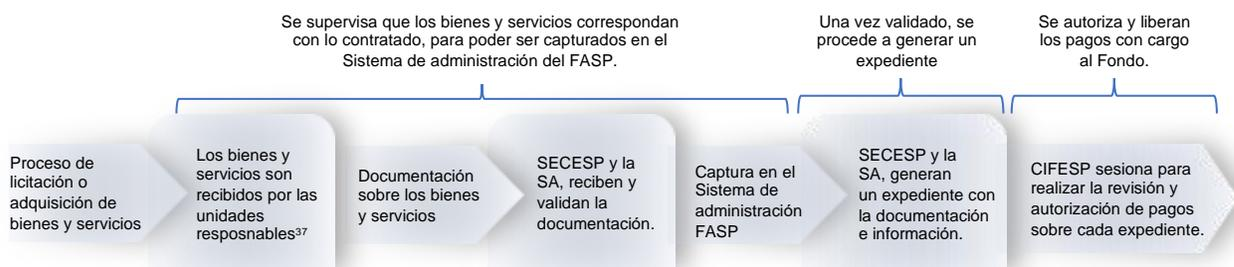 Se supervisa que los bienes y servicios correspondan
con lo contratado, para poder ser capturados en el
Sistema de administración del FASP.
Una vez validado, se
procede a generar un
expediente
Se autoriza y liberan
los pagos con cargo
al Fondo.
Proceso de
licitación o
adquisición de
bienes y servicios
Los bienes y
servicios son
recibidos por las
unidades
resposnables³⁷
Documentación
sobre los bienes
y servicios
SECESP y la
SA, reciben y
validan la
documentación.
Captura en el
Sistema de
administración
FASP
SECESP y la
SA, generan
un expediente con
la documentación
e información.
CIFESP sesiona para
realizar la revisión y
autorización de pagos
sobre cada expediente.